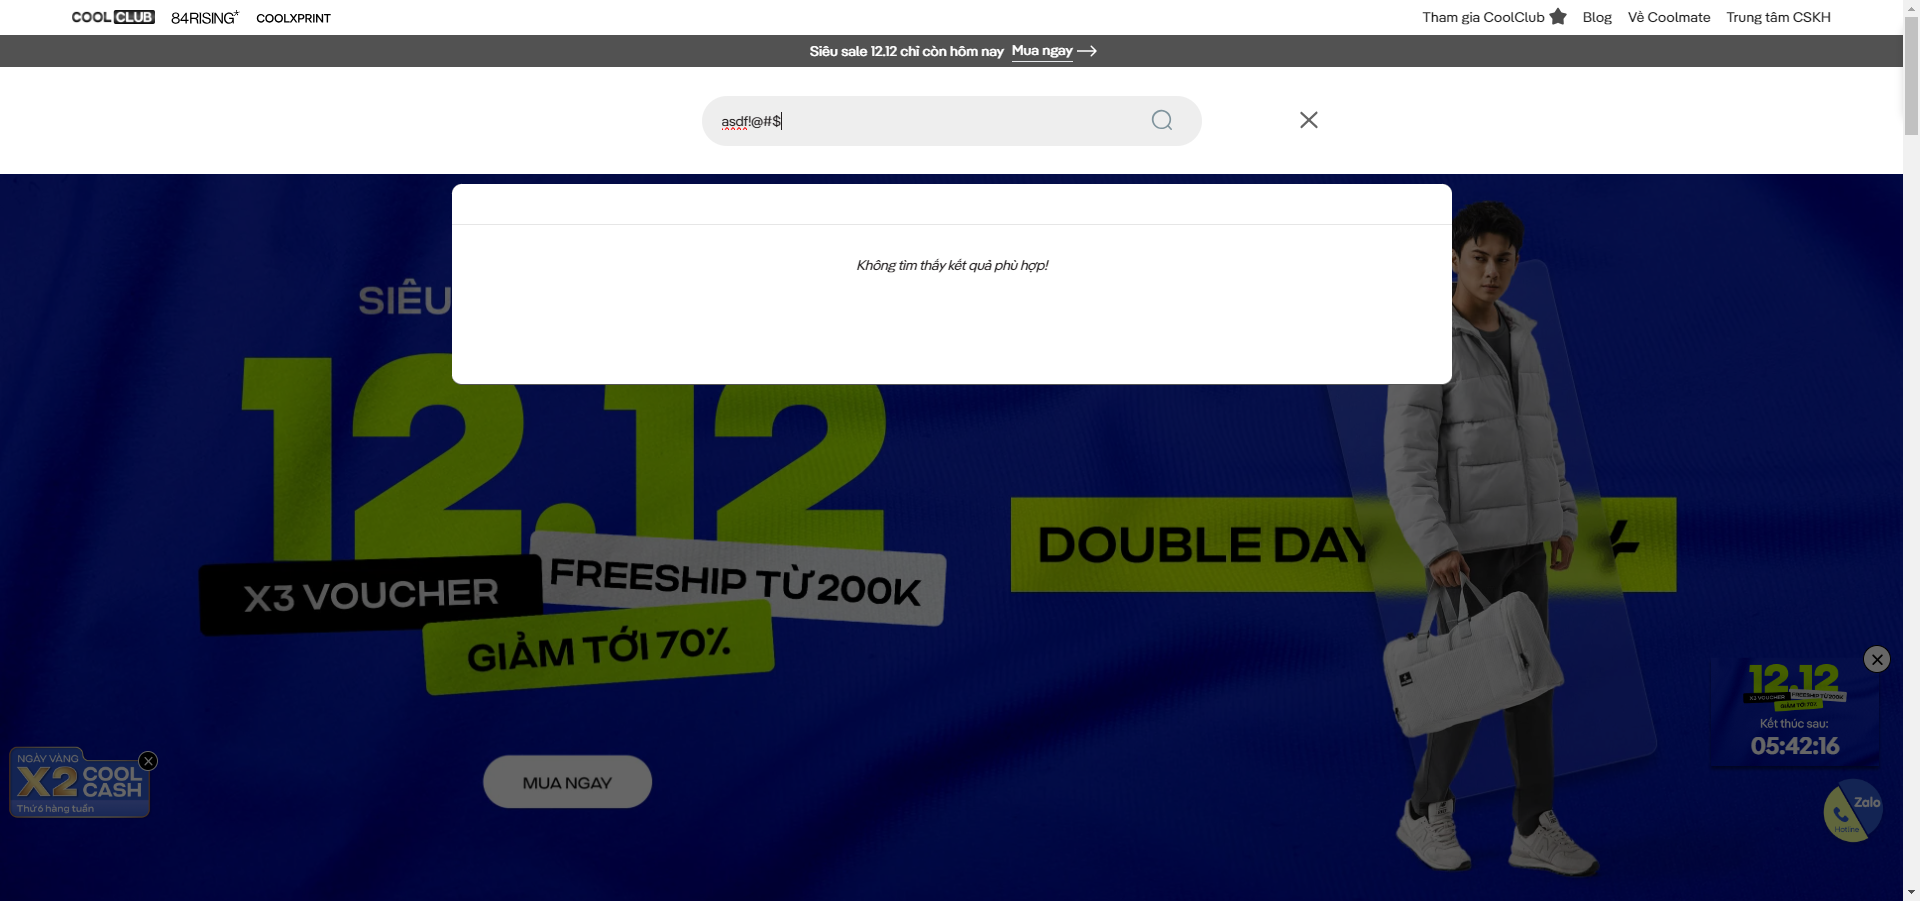 COOLCLUB 84RISING* COOLXPRINT Tham gia CoolClub Blog Về Coolmate Trung tâm CSKH
Siêu sale 12.12 chỉ còn hôm nay Mua ngay
asdf!@#$
Không tìm thấy kết quả phù hợp!
SIÊU
12.12
X3 VOUCHER
FREESHIP TỪ 200K
GIẢM TỚI 70%
DOUBLE DAY
MUA NGAY
NGÀY VÀNG
X2 COOL CASH
Thứ 6 hàng tuần
12.12
X3 VOUCHER
FREESHIP TỪ 200K
GIẢM TỚI 70%
Kết thúc sau:
05:42:16
Zalo
Hotline